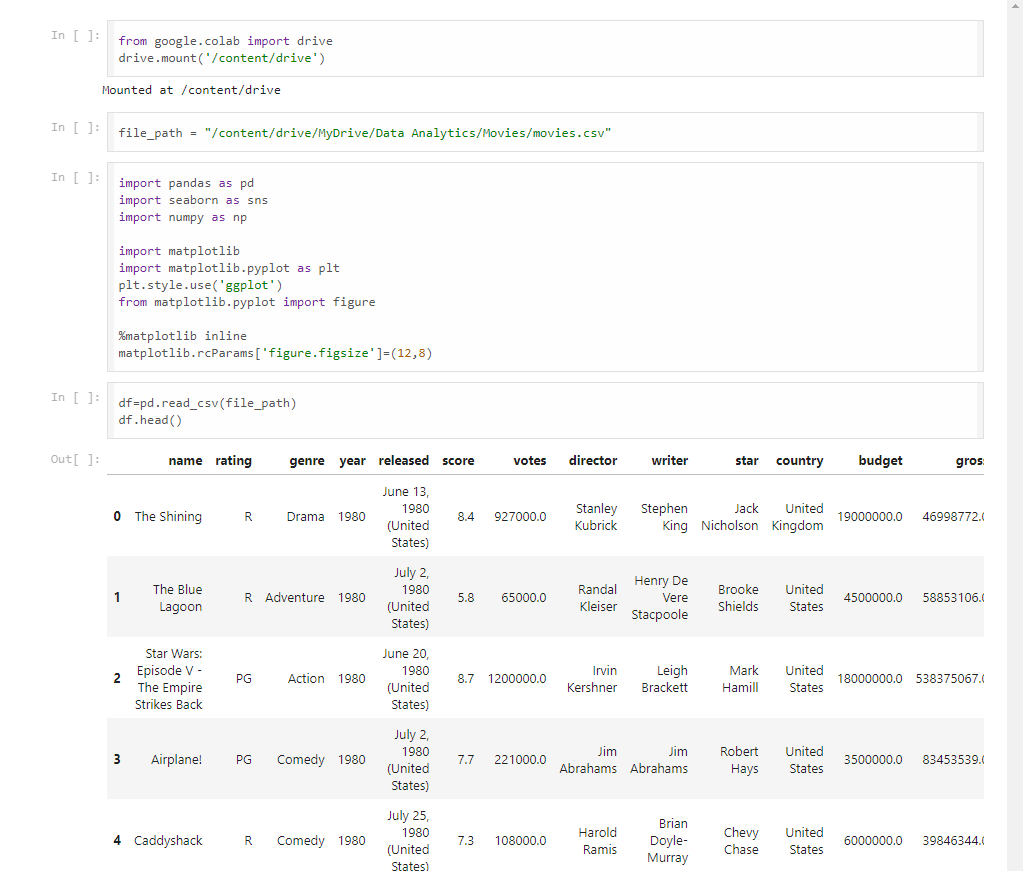 In [ ]:
from google.colab import drive
drive.mount('/content/drive')
Mounted at /content/drive
In [ ]:
file_path = "/content/drive/MyDrive/Data Analytics/Movies/movies.csv"
In [ ]:
import pandas as pd
import seaborn as sns
import numpy as np
import matplotlib
import matplotlib.pyplot as plt
plt.style.use('ggplot')
from matplotlib.pyplot import figure
%matplotlib inline
matplotlib.rcParams['figure.figsize']=(12,8)
In [ ]:
df=pd.read_csv(file_path)
df.head()
Out[ ]:
name rating genre year released score votes director writer star country budget gros
0 The Shining R Drama 1980 June 13, 1980 (United States) 8.4 927000.0 Stanley Kubrick Stephen King Jack Nicholson United Kingdom 19000000.0 46998772.0
1 The Blue Lagoon R Adventure 1980 July 2, 1980 (United States) 5.8 65000.0 Randal Kleiser Henry De Vere Stacpoole Brooke Shields United States 4500000.0 58853106.0
2 Star Wars: Episode V - The Empire Strikes Back PG Action 1980 June 20, 1980 (United States) 8.7 1200000.0 Irvin Kershner Leigh Brackett Mark Hamill United States 18000000.0 538375067.0
3 Airplane! PG Comedy 1980 July 2, 1980 (United States) 7.7 221000.0 Jim Abrahams Jim Abrahams Robert Hays United States 3500000.0 83453539.0
4 Caddyshack R Comedy 1980 July 25, 1980 (United States) 7.3 108000.0 Harold Ramis Brian Doyle-Murray Chevy Chase United States 6000000.0 39846344.0